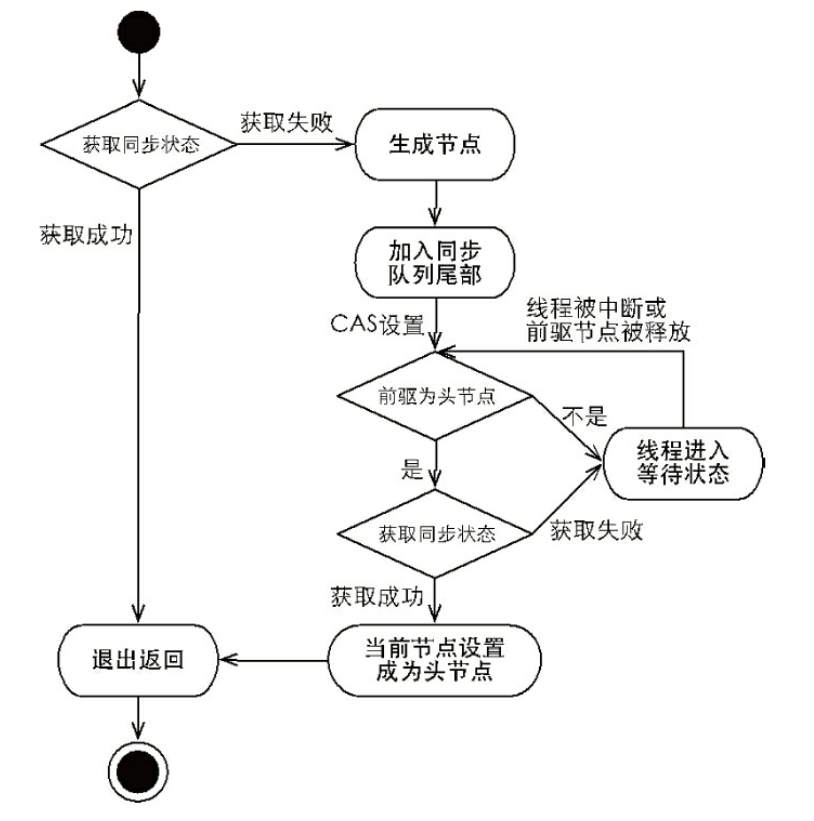 获取同步状态
获取失败
生成节点
获取成功
加入同步
队列尾部
CAS设置
线程被中断或
前驱节点被释放
前驱为头节点
不是
线程进入
等待状态
是
获取同步状态
获取失败
获取成功
当前节点设置
成为头节点
退出返回